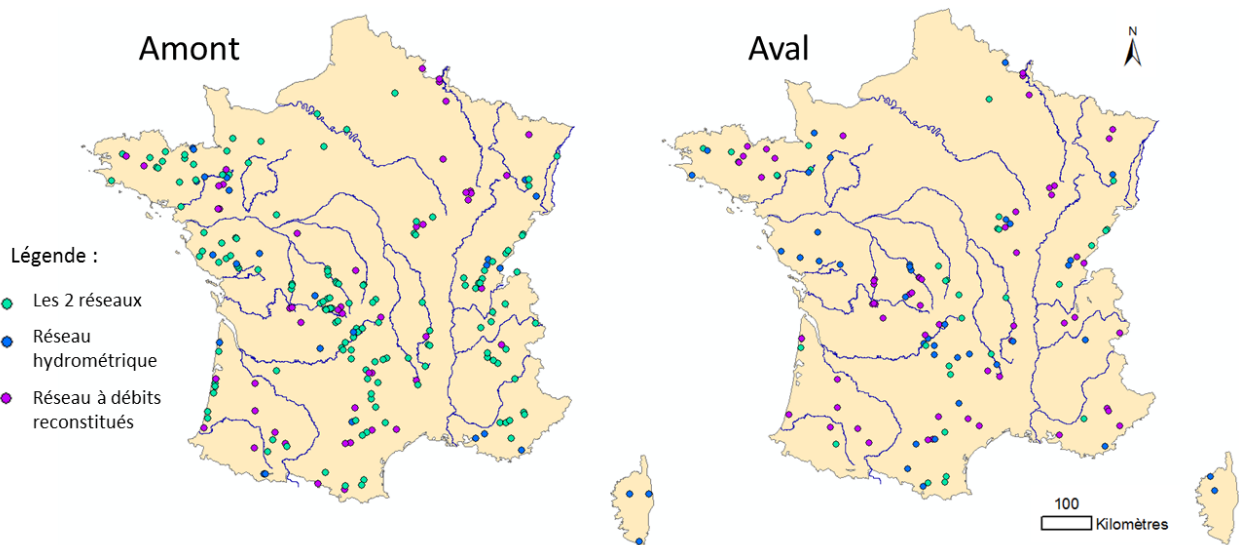 Amont
Aval
N
Légende :
Les 2 réseaux
Réseau
hydrométrique
Réseau à débits
reconstitués
100
Kilomètres